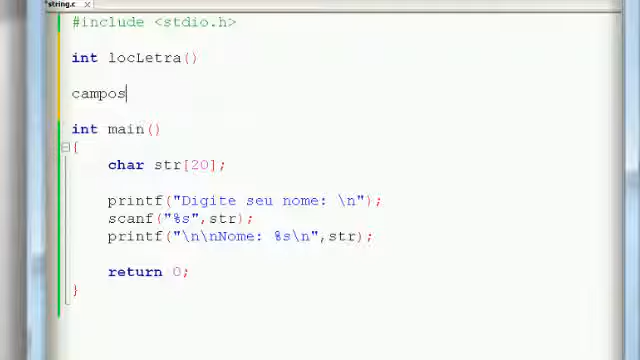 *string.c
#include <stdio.h>
int locLetra()
campos
int main()
{
char str[20];
printf("Digite seu nome: \n");
scanf("%s",str);
printf("\n\nNome: %s\n",str);
return 0;
}